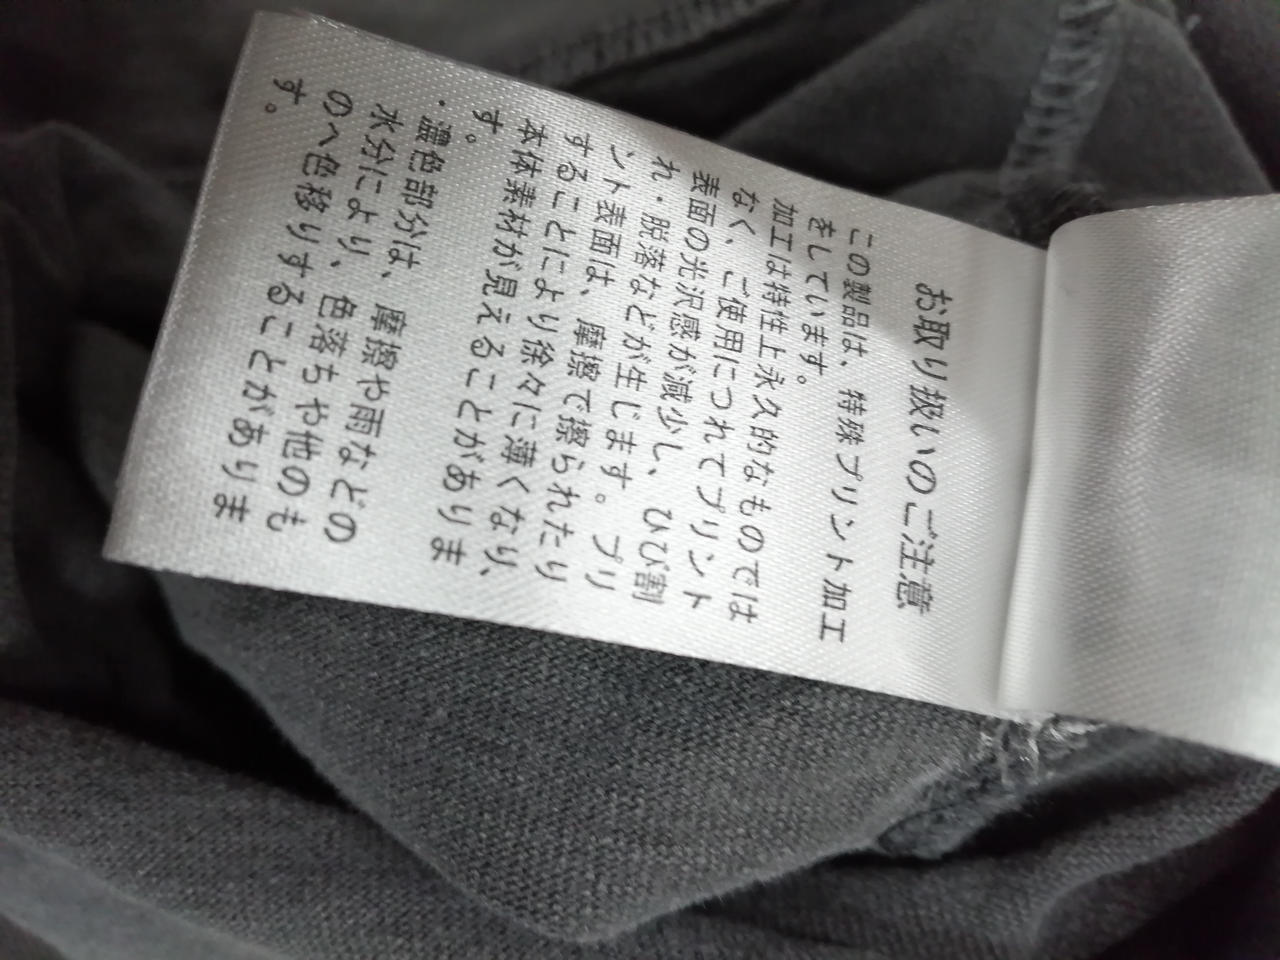 お取り扱いのご注意
この製品は、特殊プリント加工
をしています。
加工は特性上永久的なものでは
なく、ご使用につれてプリント
表面の光沢感が減少し、ひび割
れ・脱落などが生じます。プリ
ント表面は、摩擦で擦られたり
することにより徐々に薄くなり、
本体素材が見えることがありま
す。
・濃色部分は、摩擦や雨などの
水分により、色落ちや他のも
のへ色移りすることがありま
す。